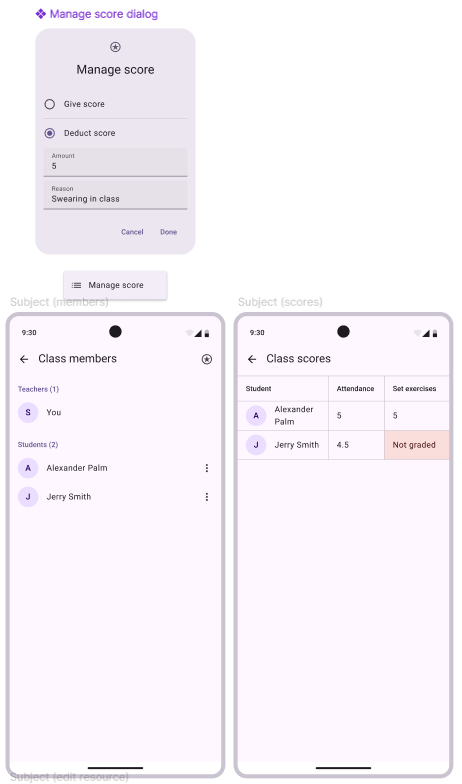 Manage score dialog
Manage score
Give score
Deduct score
Amount
5
Reason
Swearing in class
Cancel Done
Manage score
Subject (members)
9:30
Class members
Teachers (1)
S You
Students (2)
A Alexander Palm
J Jerry Smith
Subject (edit resource)
Subject (scores)
9:30
Class scores
Student Attendance Set exercises
A Alexander
Palm 5 5
J Jerry Smith 4.5 Not graded